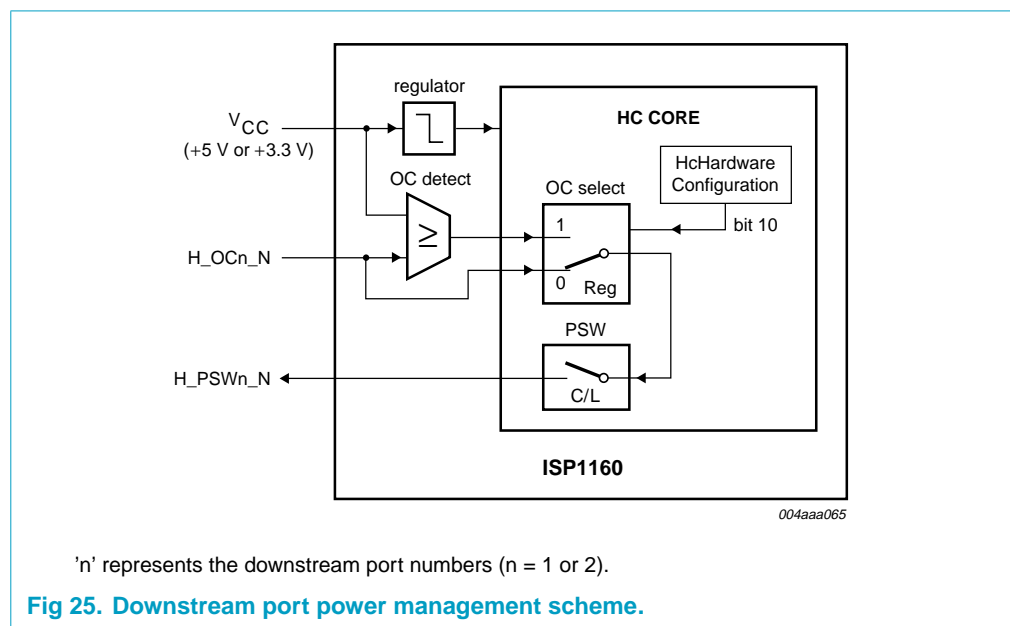 regulator
HC CORE
VCC
(+5 V or +3.3 V)
HcHardware
Configuration
OC detect
OC select
1
bit 10
≥
H_OCn_N
0
Reg
PSW
H_PSWn_N
C/L
ISP1160
004aaa065
'n' represents the downstream port numbers (n = 1 or 2).
Fig 25. Downstream port power management scheme.